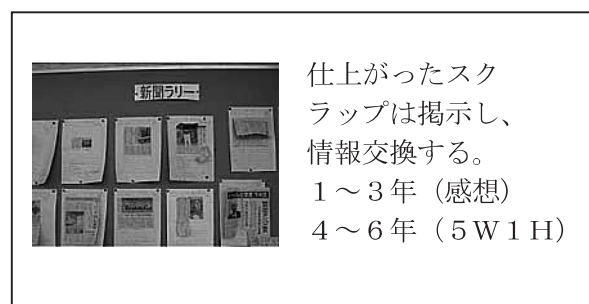 新聞ラリー
仕上がったスク
ラップは掲示し、
情報交換する。
１～３年（感想）
４～６年（５Ｗ１Ｈ）